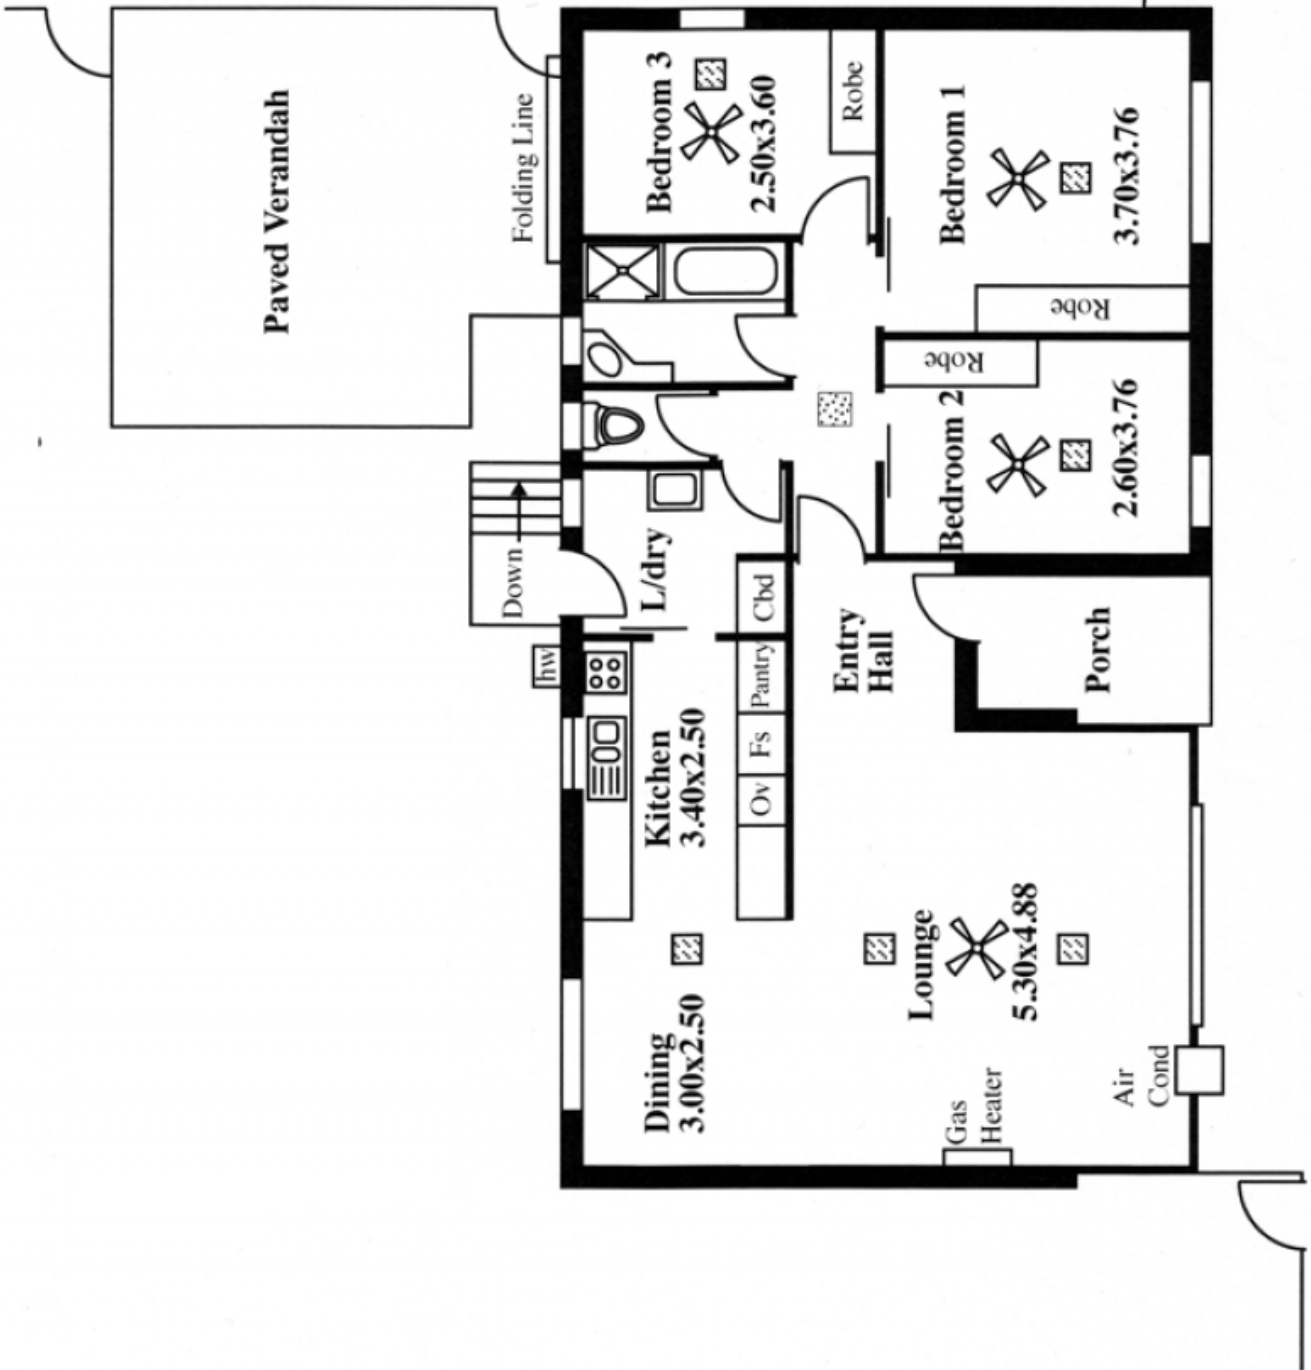 Paved Verandah
Folding Line
Bedroom 3
2.50x3.60
Robe
Bedroom 1
3.70x3.76
Robe
Robe
Bedroom 2
2.60x3.76
Down
L/dry
Cbd
hw
Pantry
Fs
Ov
Kitchen
3.40x2.50
Entry
Hall
Porch
Dining
3.00x2.50
Lounge
5.30x4.88
Gas
Heater
Air
Cond